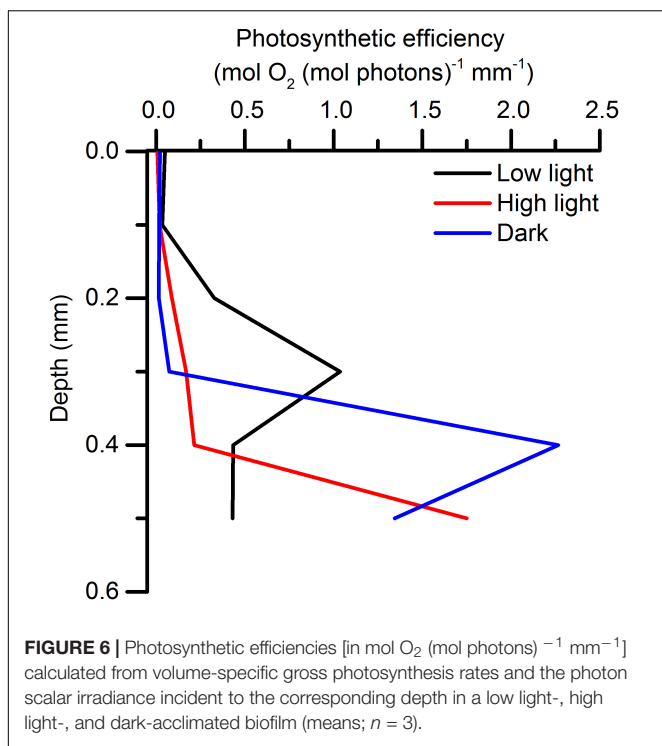 Photosynthetic efficiency
(mol O₂ (mol photons)⁻¹ mm⁻¹)
0.0 0.5 1.0 1.5 2.0 2.5
0.0
Low light
High light
Dark
0.2
Depth (mm)
0.4
0.6
FIGURE 6 | Photosynthetic efficiencies [in mol O₂ (mol photons) ⁻¹ mm⁻¹]
calculated from volume-specific gross photosynthesis rates and the photon
scalar irradiance incident to the corresponding depth in a low light-, high
light-, and dark-acclimated biofilm (means; n = 3).